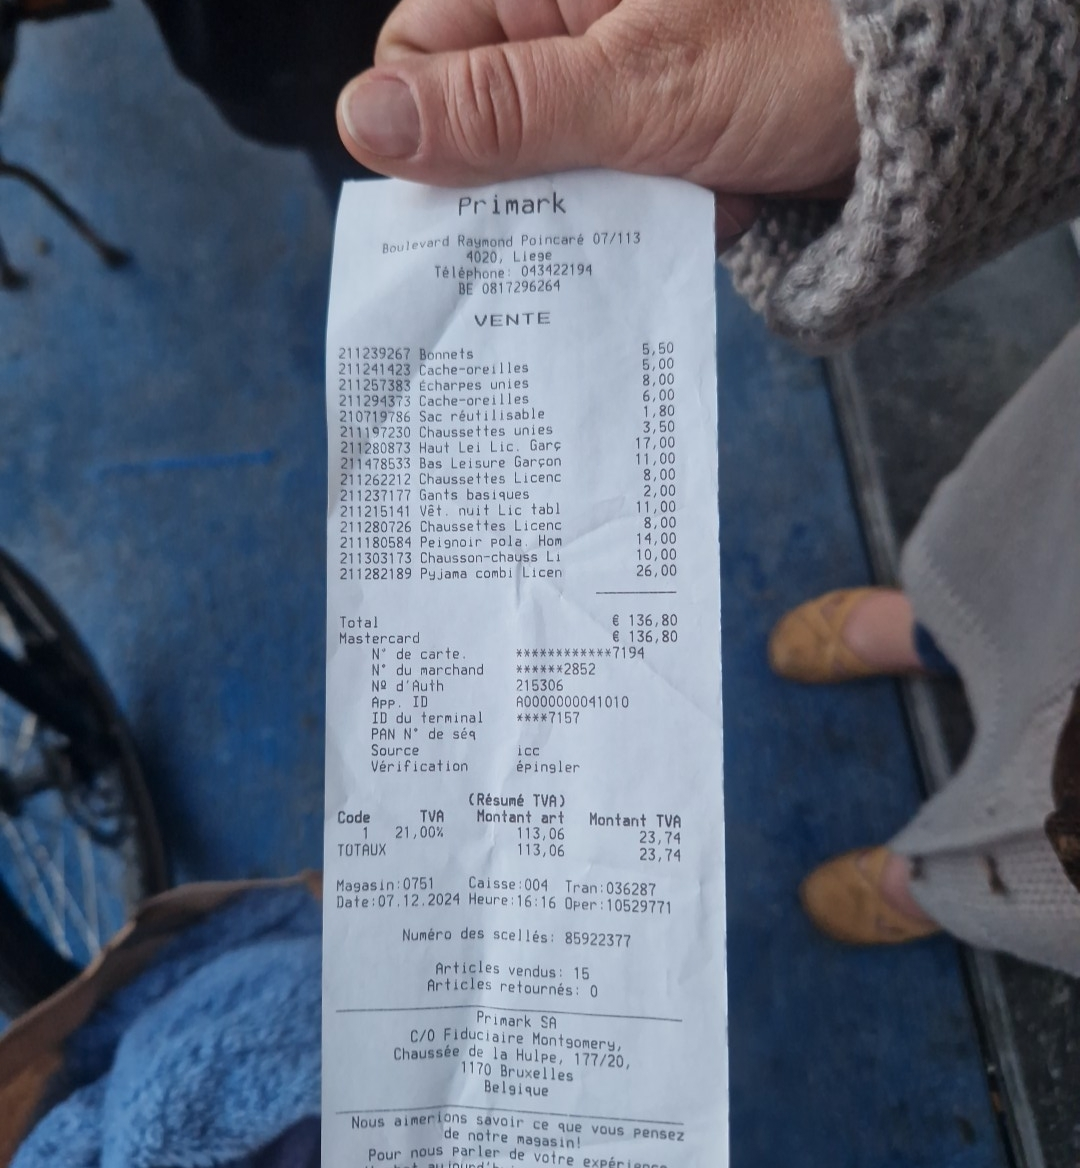 Primark
Boulevard Raymond Poincaré 07/113
4020, Liege
Téléphone: 043422194
BE 0817296264
VENTE
211239267 Bonnets 5,50
211241423 Cache-oreilles 5,00
211257383 Écharpes unies 8,00
211294373 Cache-oreilles 6,00
210719786 Sac réutilisable 1,80
211197230 Chaussettes unies 3,50
211280873 Haut Lei Lic. Garç 17,00
211478533 Bas Leisure Garçon 11,00
211262212 Chaussettes Licenc 8,00
211237177 Gants basiques 2,00
211215141 Vêt. nuit Lic tabl 11,00
211280726 Chaussettes Licenc 8,00
211180584 Peignoir pola. Hom 14,00
211303173 Chausson-chauss Li 10,00
211282189 Pyjama combi Licen 26,00
Total € 136,80
Mastercard € 136,80
N° de carte. ************7194
N° du marchand ******2852
Nº d'Auth 215306
App. ID A0000000041010
ID du terminal ****7157
PAN N° de séq
Source icc
Vérification épingler
(Résumé TVA)
Code TVA Montant art Montant TVA
1 21,00% 113,06 23,74
TOTAUX 113,06 23,74
Magasin:0751 Caisse:004 Tran:036287
Date:07.12.2024 Heure:16:16 Oper:10529771
Numéro des scellés: 85922377
Articles vendus: 15
Articles retournés: 0
Primark SA
C/O Fiduciaire Montgomery,
Chaussée de la Hulpe, 177/20,
1170 Bruxelles
Belgique
Nous aimerions savoir ce que vous pensez
de notre magasin!
Pour nous parler de votre expérience